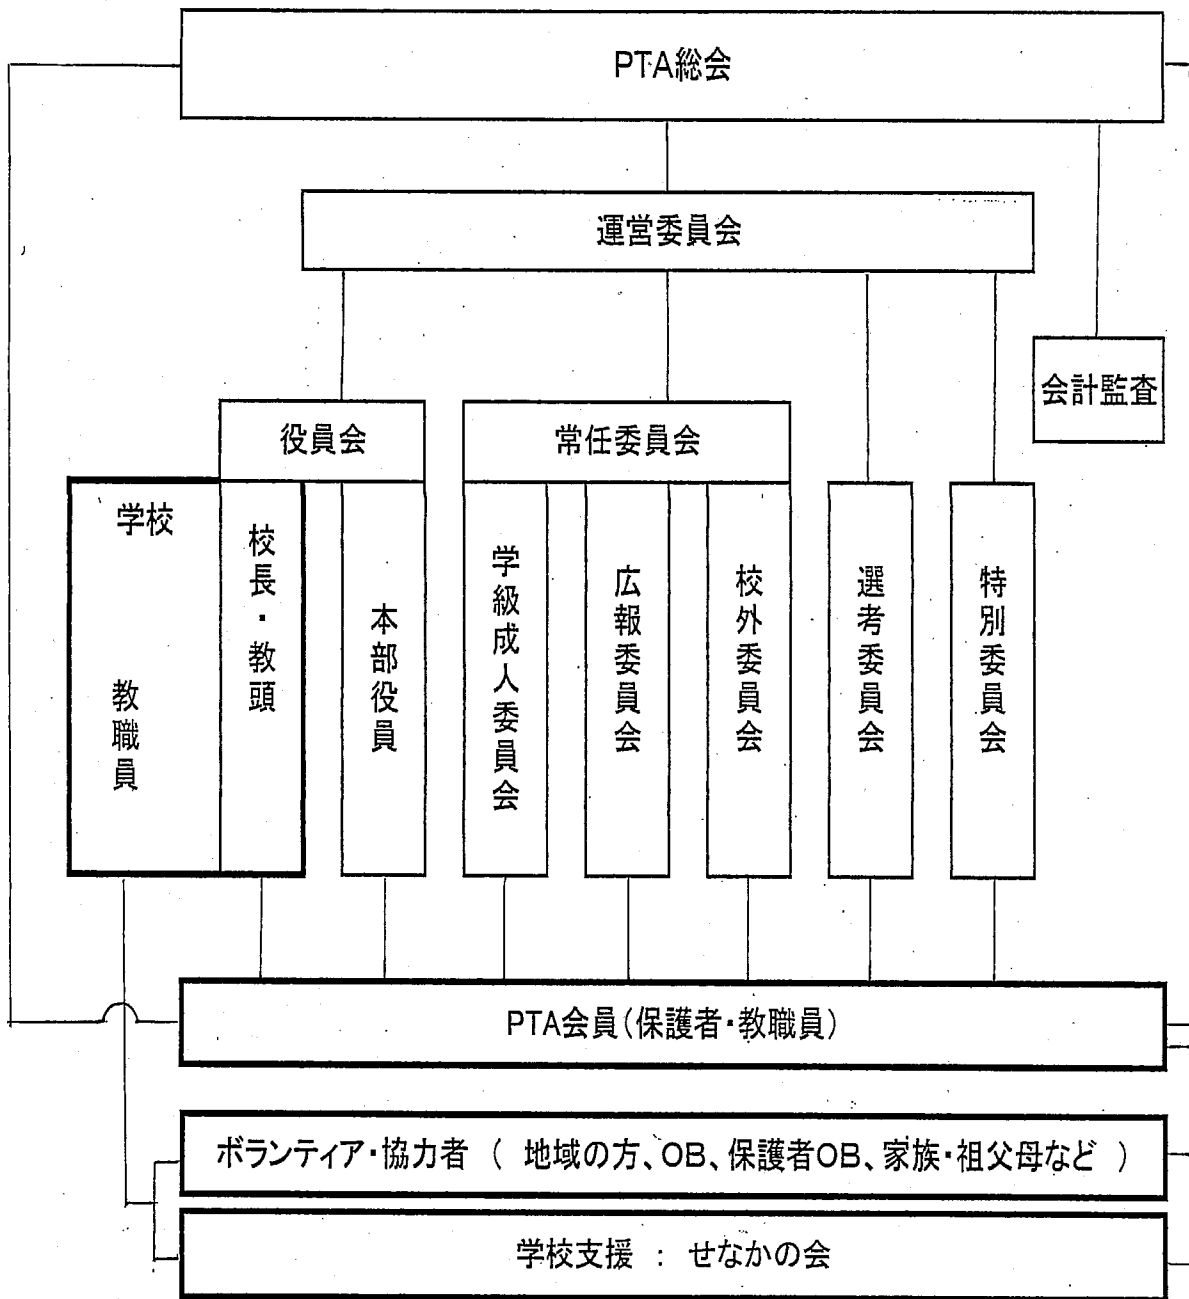 PTA総会
運営委員会
会計監査
役員会
常任委員会
学校
教職員
校長・教頭
本部役員
学級成人委員会
広報委員会
校外委員会
選考委員会
特別委員会
PTA会員(保護者・教職員)
ボランティア・協力者 ( 地域の方、OB、保護者OB、家族・祖父母など )
学校支援 : せなかの会